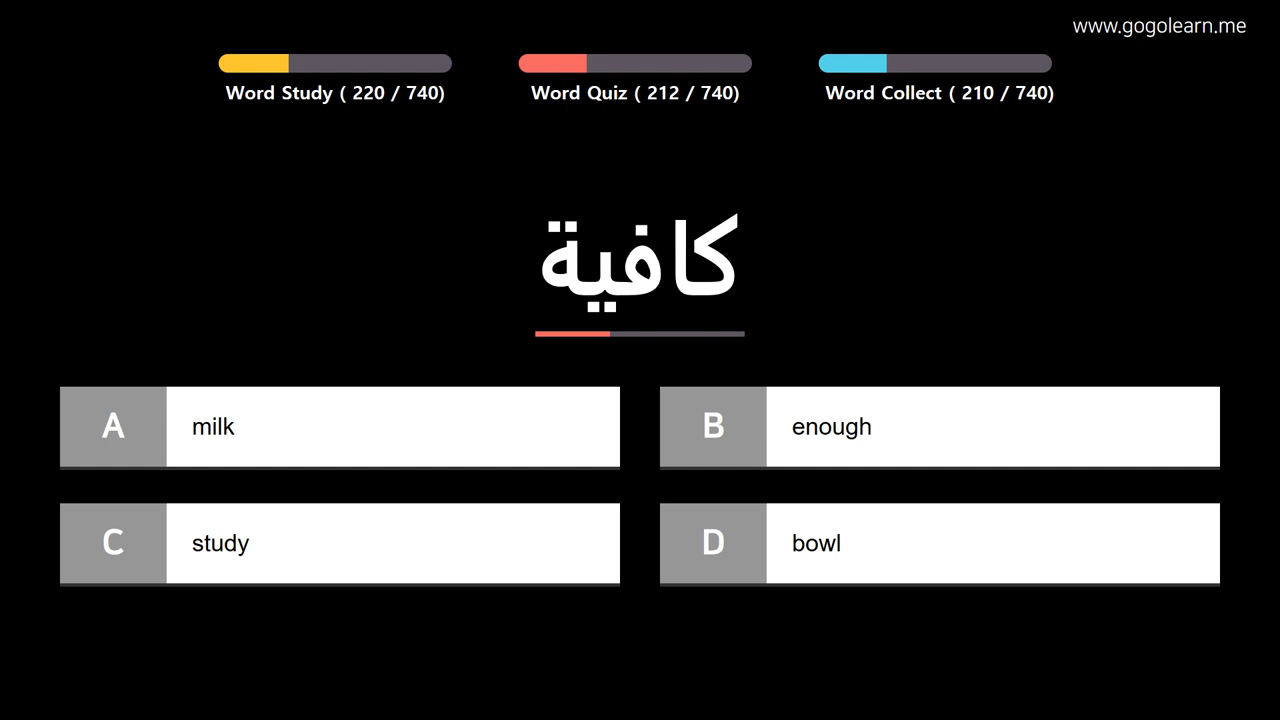 www.gogolearn.me
Word Study ( 220 / 740)
Word Quiz ( 212 / 740)
Word Collect ( 210 / 740)
كافية
A milk
B enough
C study
D bowl